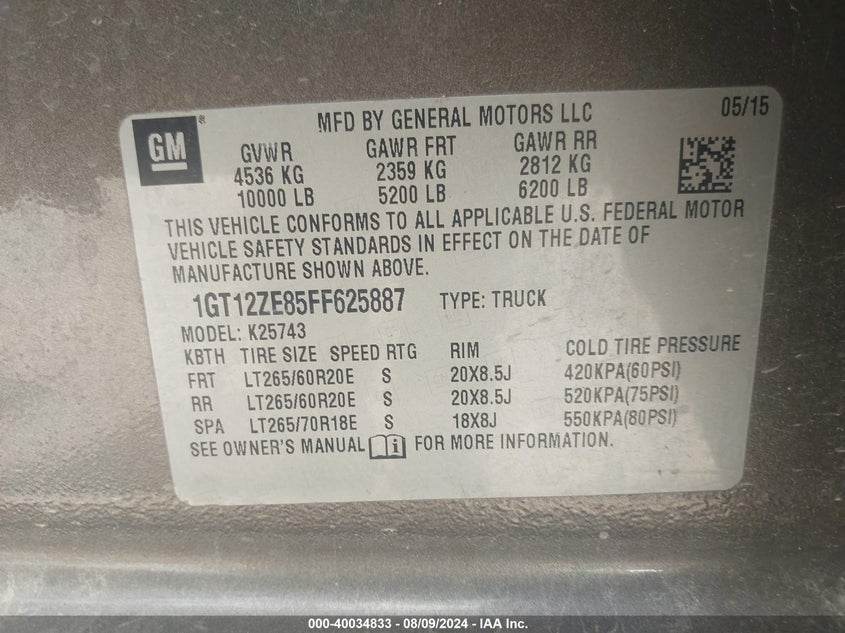 GM ®
MFD BY GENERAL MOTORS LLC 05/15
GVWR GAWR FRT GAWR RR
4536 KG 2359 KG 2812 KG
10000 LB 5200 LB 6200 LB
THIS VEHICLE CONFORMS TO ALL APPLICABLE U.S. FEDERAL MOTOR
VEHICLE SAFETY STANDARDS IN EFFECT ON THE DATE OF
MANUFACTURE SHOWN ABOVE.
1GT12ZE85FF625887 TYPE: TRUCK
MODEL: K25743
KBTH TIRE SIZE SPEED RTG RIM COLD TIRE PRESSURE
FRT LT265/60R20E S 20X8.5J 420KPA(60PSI)
RR LT265/60R20E S 20X8.5J 520KPA(75PSI)
SPA LT265/70R18E S 18X8J 550KPA(80PSI)
SEE OWNER'S MANUAL i FOR MORE INFORMATION.
000-40034833 - 08/09/2024 - IAA Inc.